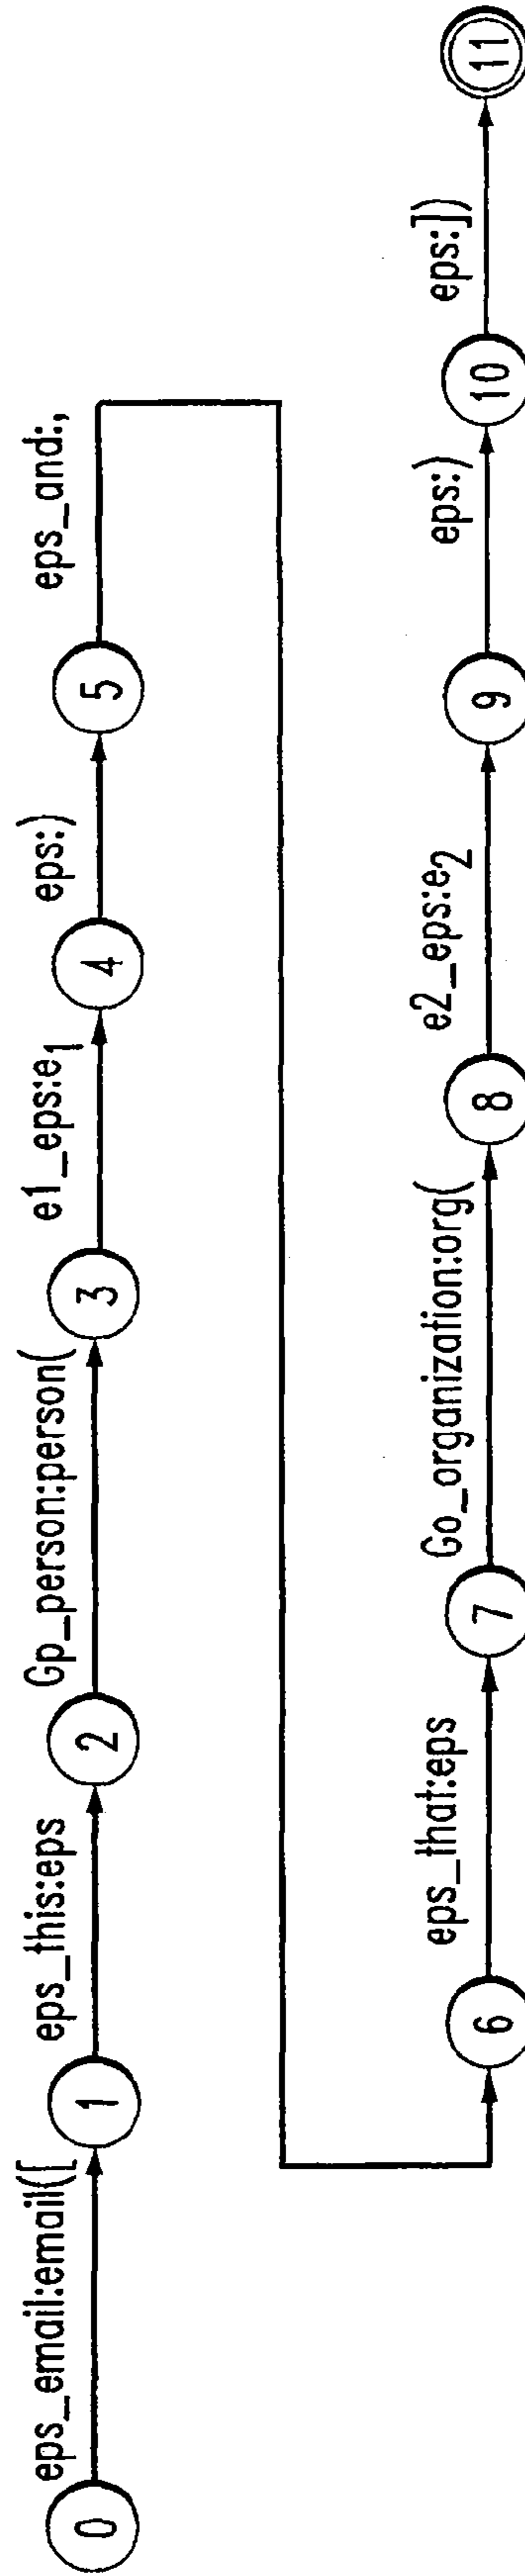 0 eps_email:email([ 1 eps_this:eps 2 Gp_person:person( 3 e1_eps:e₁ 4 eps:) 5 eps_and:,
6 eps_that:eps 7 Go_organization:org( 8 e2_eps:e₂ 9 eps:) 10 eps:]) 11